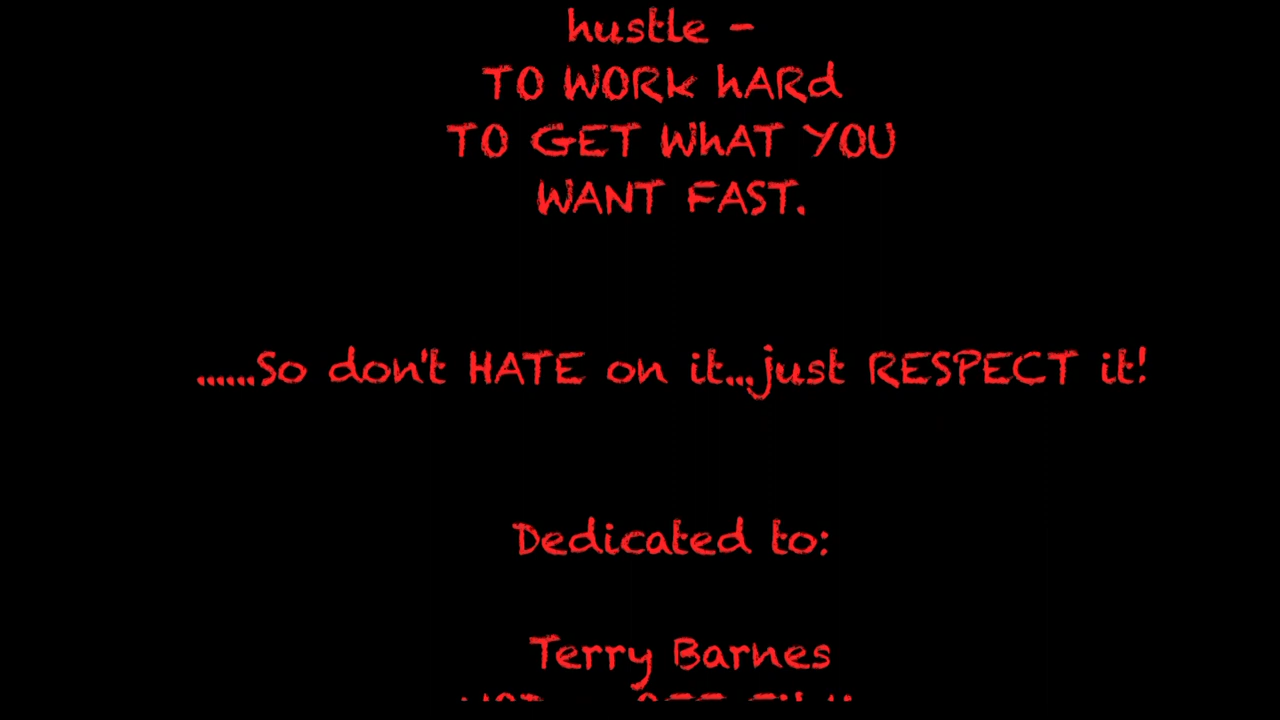 hustle -
TO WORk hARd
TO GET WhAT YOU
WANT FAST.
......So don't HATE on it...just RESPECT it!
Dedicated to:
Terry Barnes